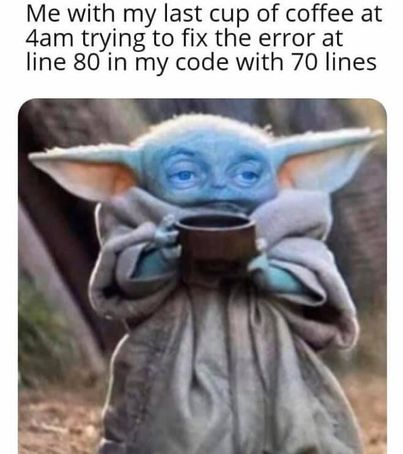 Me with my last cup of coffee at
4am trying to fix the error at
line 80 in my code with 70 lines